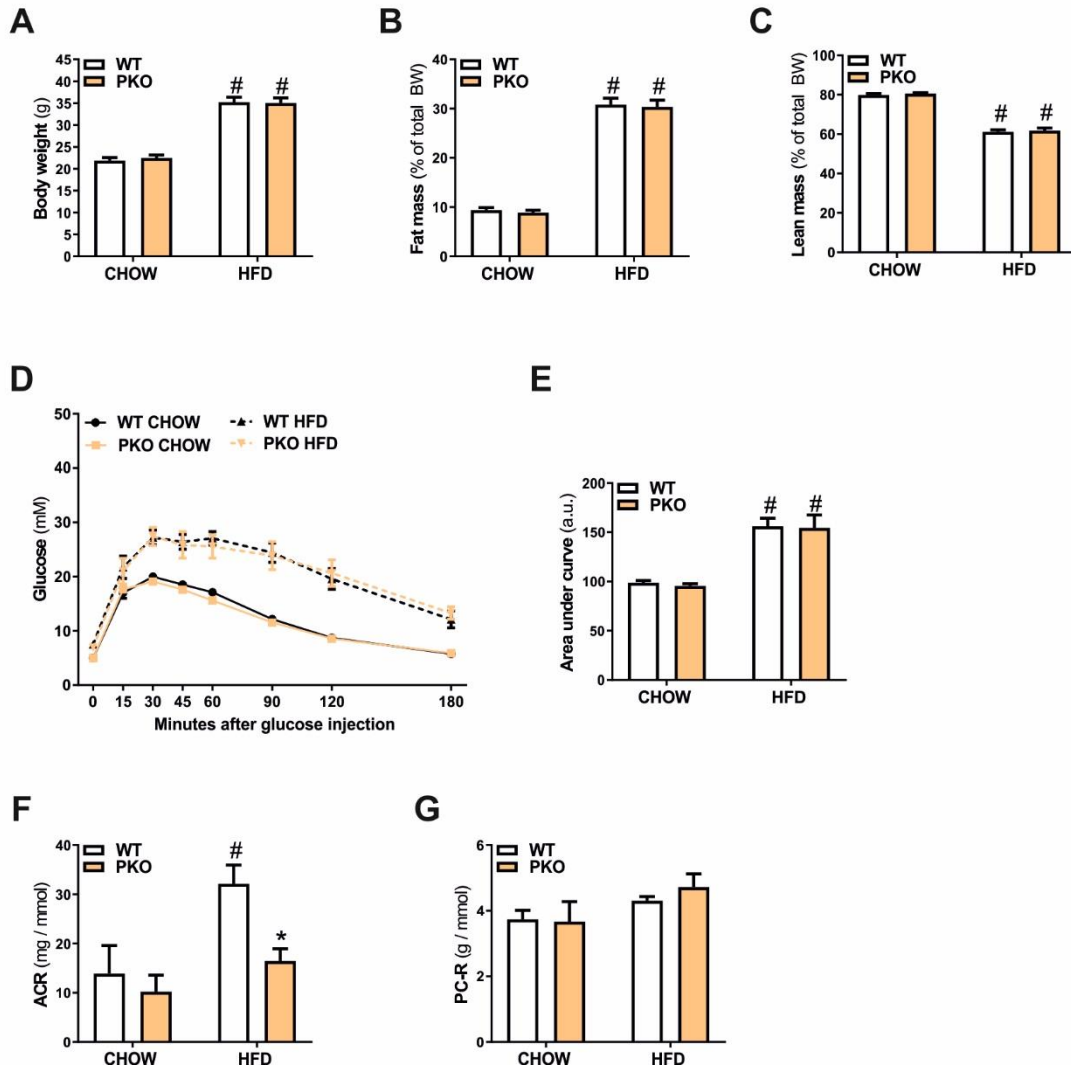 A
WT
PKO
Body weight (g)
45
40
35
30
25
20
15
10
5
0
# #
CHOW HFD
B
WT
PKO
Fat mass (% of total BW)
40
30
20
10
0
# #
CHOW HFD
C
WT
PKO
Lean mass (% of total BW)
100
80
60
40
20
0
# #
CHOW HFD
D
WT CHOW WT HFD
PKO CHOW PKO HFD
Glucose (mM)
50
40
30
20
10
0
0 15 30 45 60 90 120 180
Minutes after glucose injection
E
WT
PKO
Area under curve (a.u.)
200
150
100
50
0
# #
CHOW HFD
F
WT
PKO
ACR (mg / mmol)
40
30
20
10
0
#
*
CHOW HFD
G
WT
PKO
PC-R (g / mmol)
6
4
2
0
CHOW HFD